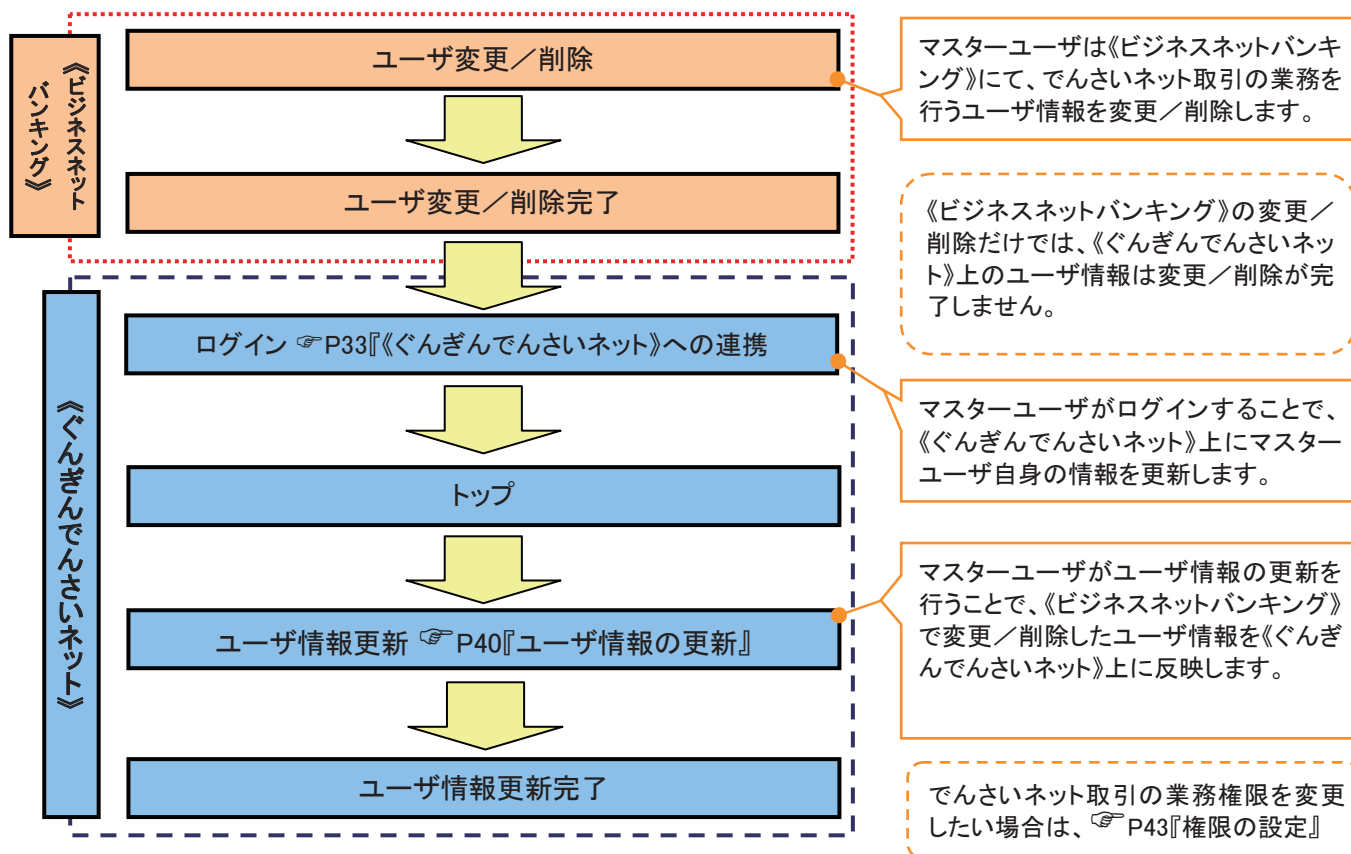 《ビジネスネット
バンキング》
ユーザ変更／削除
マスターユーザは《ビジネスネットバンキ
ング》にて、でんさいネット取引の業務を
行うユーザ情報を変更／削除します。
ユーザ変更／削除完了
《ビジネスネットバンキング》の変更／
削除だけでは、《ぐんぎんでんさいネッ
ト》上のユーザ情報は変更／削除が完
了しません。
《ぐんぎんでんさいネット》
ログイン ☞P33『《ぐんぎんでんさいネット》への連携
マスターユーザがログインすることで、
《ぐんぎんでんさいネット》上にマスター
ユーザ自身の情報を更新します。
トップ
ユーザ情報更新 ☞P40『ユーザ情報の更新』
マスターユーザがユーザ情報の更新を
行うことで、《ビジネスネットバンキング》
で変更／削除したユーザ情報を《ぐんぎ
んでんさいネット》上に反映します。
ユーザ情報更新完了
でんさいネット取引の業務権限を変更
したい場合は、☞P43『権限の設定』